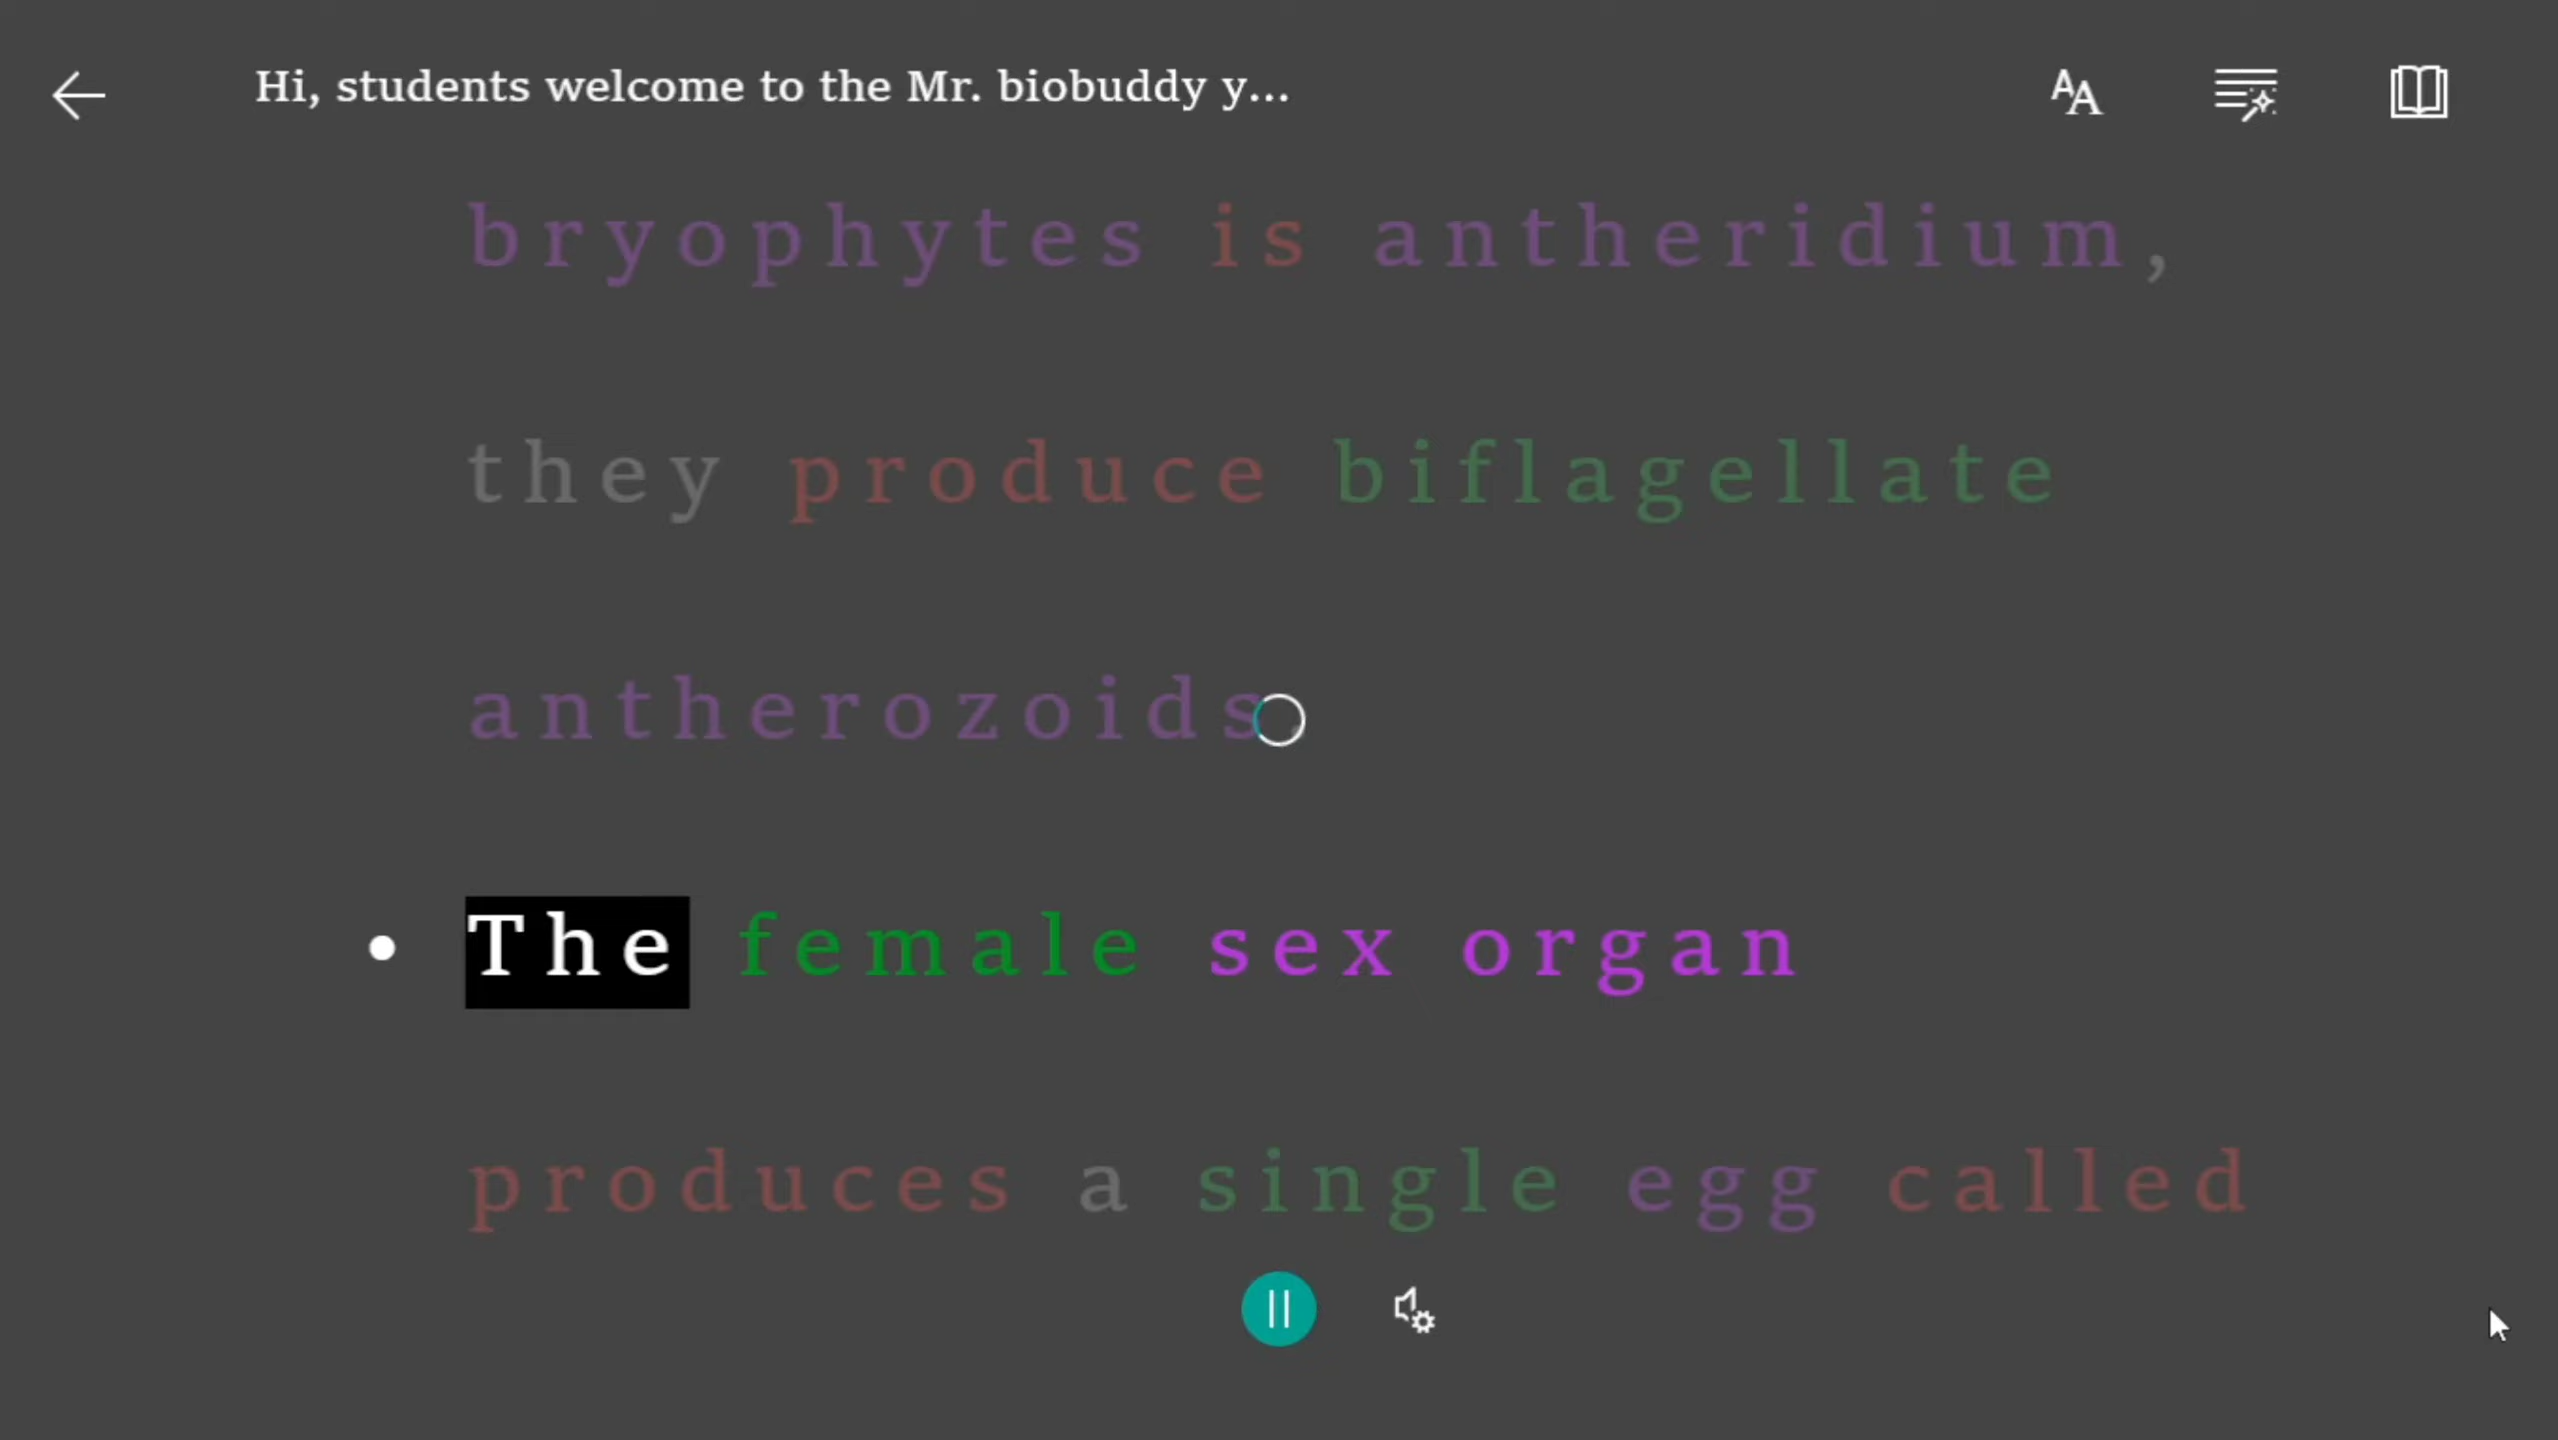 Hi, students welcome to the Mr. biobuddy y...
bryophytes is antheridium,
they produce biflagellate
antherozoids
The female sex organ
produces a single egg called